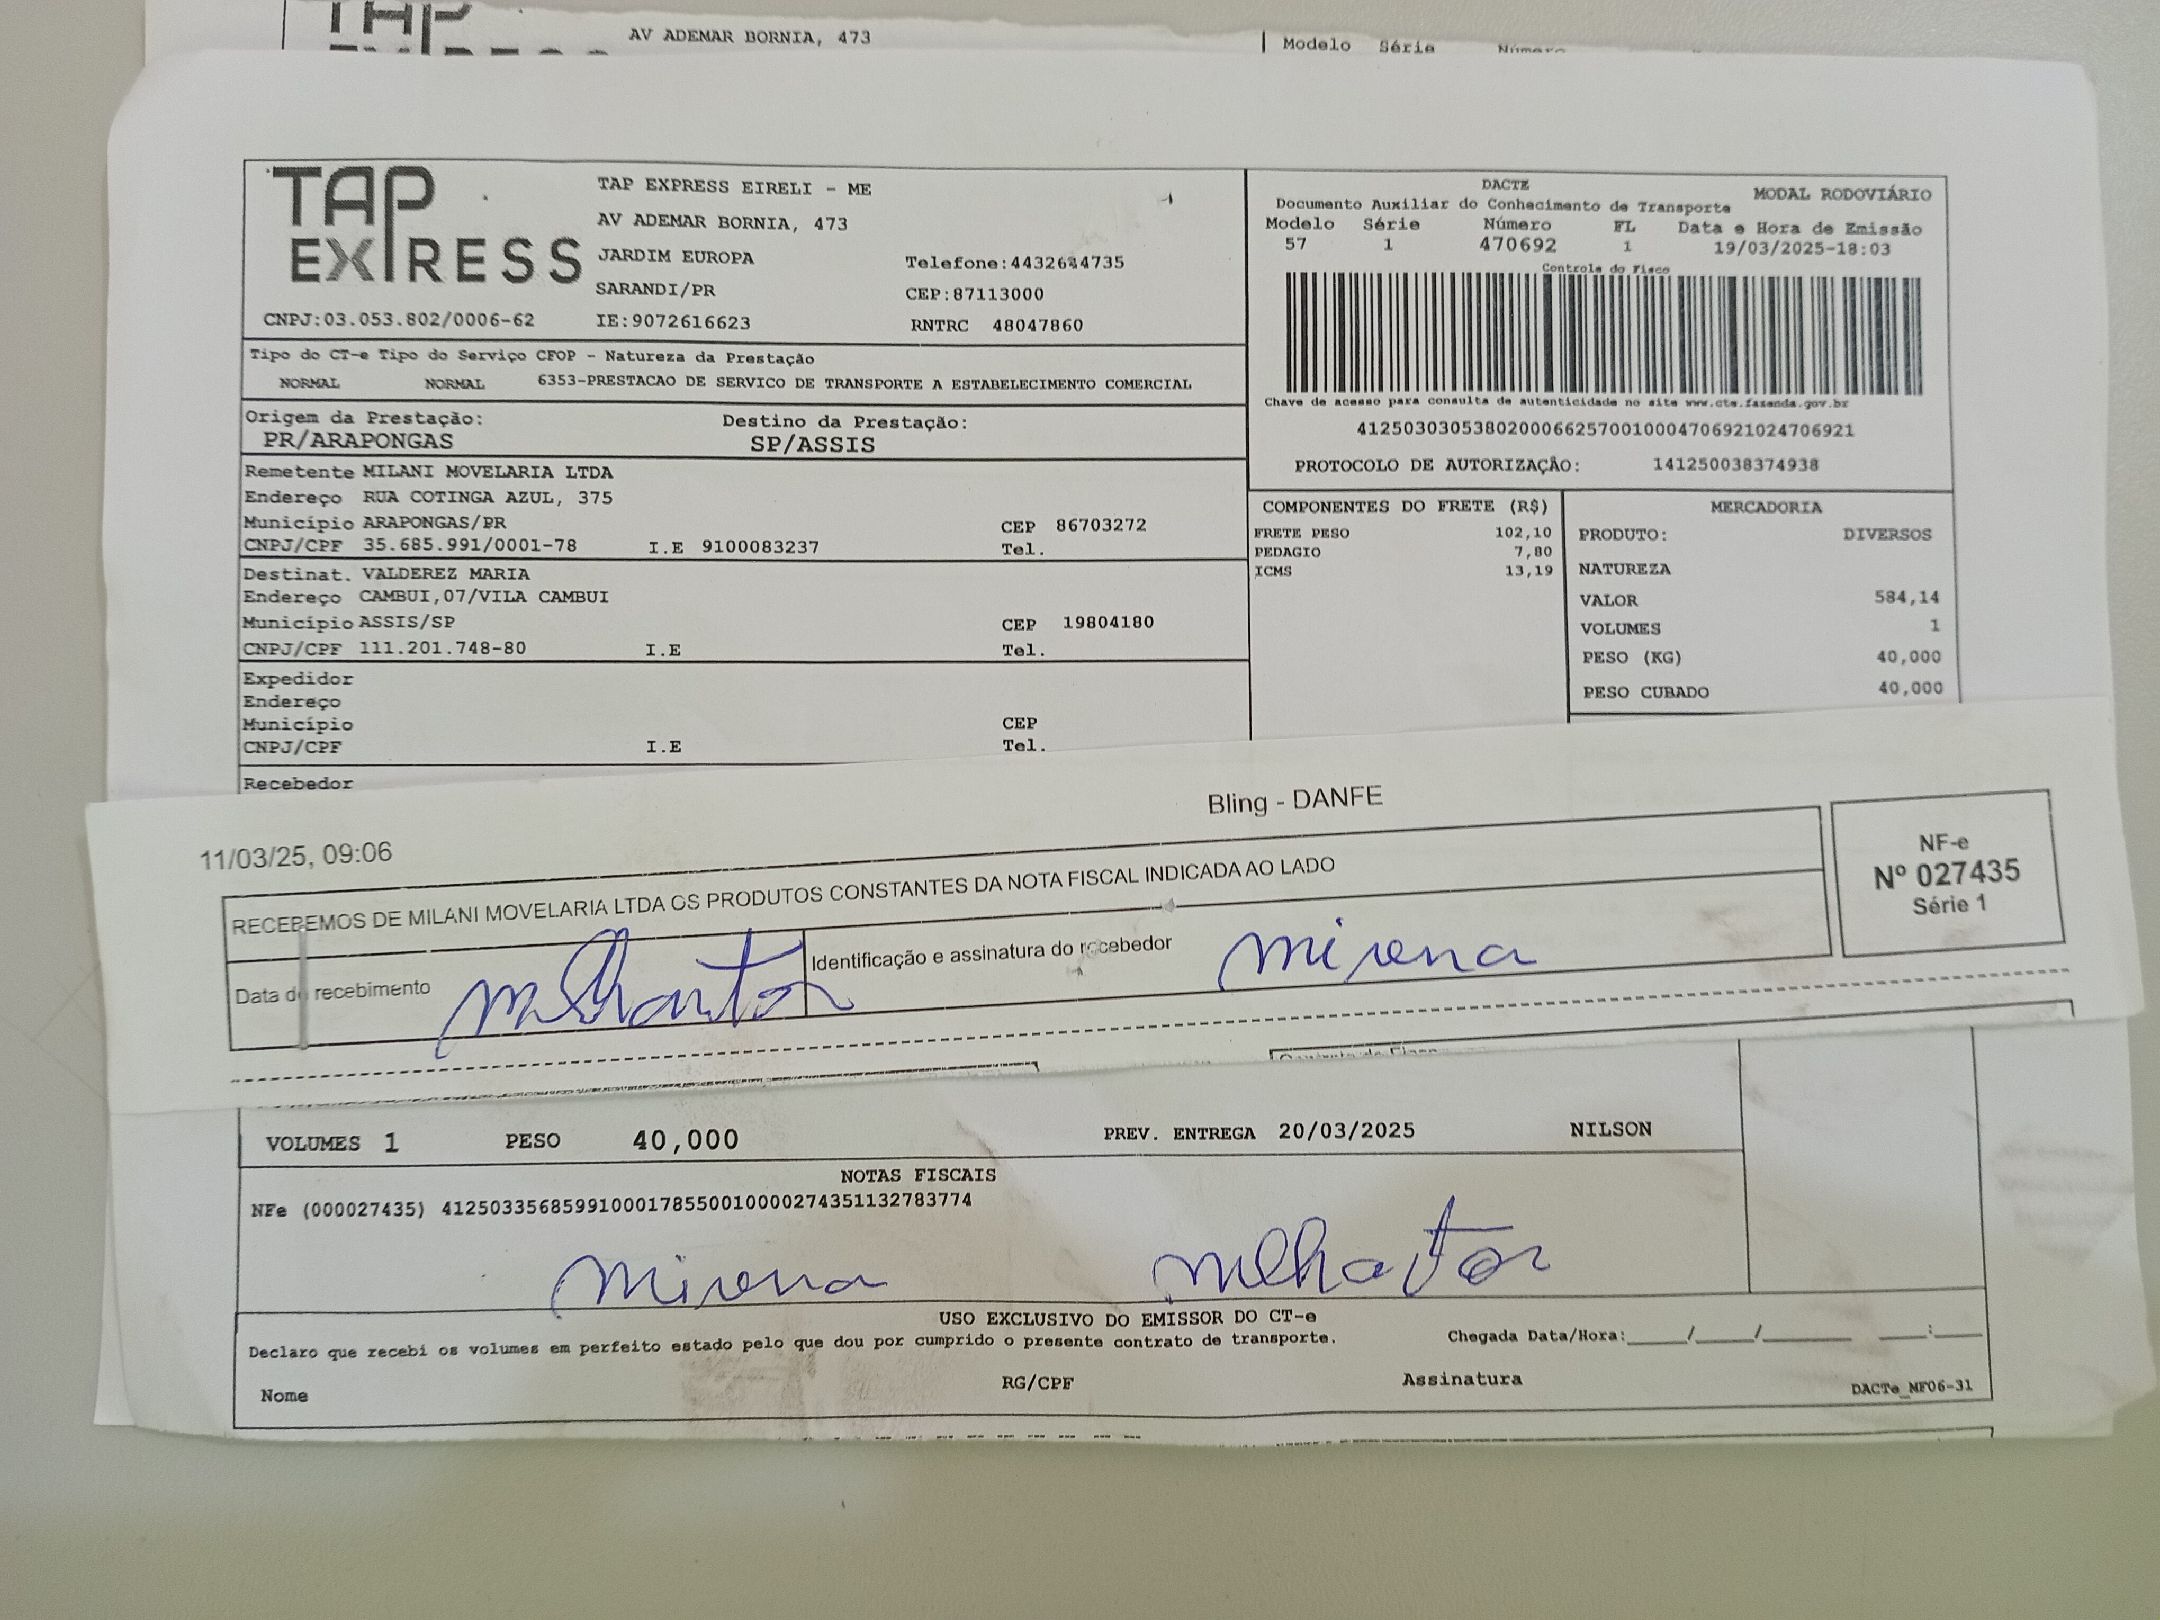 AV ADEMAR BORNIA, 473
Modelo Série Número
TAP EXPRESS
TAP EXPRESS EIRELI - ME
AV ADEMAR BORNIA, 473
JARDIM EUROPA
Telefone:4432644735
SARANDI/PR
CEP:87113000
CNPJ:03.053.802/0006-62
IE:9072616623
RNTRC 48047860
DACTE
MODAL RODOVIÁRIO
Documento Auxiliar do Conhecimento de Transporte
Modelo Série Número FL Data e Hora de Emissão
57 1 470692 1 19/03/2025-18:03
Controle do Fisco
Chave de acesso para consulta de autenticidade no site www.cte.fazenda.gov.br
41250303053802000662570010004706921024706921
PROTOCOLO DE AUTORIZAÇÃO: 141250038374938
Tipo do CT-e Tipo do Serviço CFOP - Natureza da Prestação
NORMAL NORMAL 6353-PRESTACAO DE SERVICO DE TRANSPORTE A ESTABELECIMENTO COMERCIAL
Origem da Prestação: Destino da Prestação:
PR/ARAPONGAS SP/ASSIS
Remetente MILANI MOVELARIA LTDA
Endereço RUA COTINGA AZUL, 375
Município ARAPONGAS/PR CEP 86703272
CNPJ/CPF 35.685.991/0001-78 I.E 9100083237 Tel.
Destinat. VALDEREZ MARIA
Endereço CAMBUI,07/VILA CAMBUI
Município ASSIS/SP CEP 19804180
CNPJ/CPF 111.201.748-80 I.E Tel.
Expedidor
Endereço
Município CEP
CNPJ/CPF I.E Tel.
Recebedor
COMPONENTES DO FRETE (R$)
FRETE PESO 102,10
PEDAGIO 7,80
ICMS 13,19
MERCADORIA
PRODUTO: DIVERSOS
NATUREZA
VALOR 584,14
VOLUMES 1
PESO (KG) 40,000
PESO CUBADO 40,000
11/03/25, 09:06
Bling - DANFE
RECEBEMOS DE MILANI MOVELARIA LTDA OS PRODUTOS CONSTANTES DA NOTA FISCAL INDICADA AO LADO
Data de recebimento
Identificação e assinatura do recebedor mirena
NF-e
Nº 027435
Série 1
VOLUMES 1 PESO 40,000 PREV. ENTREGA 20/03/2025 NILSON
NOTAS FISCAIS
NFe (000027435) 41250335685991000178550010000274351132783774
mirena
USO EXCLUSIVO DO EMISSOR DO CT-e
Declaro que recebi os volumes em perfeito estado pelo que dou por cumprido o presente contrato de transporte. Chegada Data/Hora:____/____/______ ___:____
Nome RG/CPF Assinatura
DACTe_MF06-31